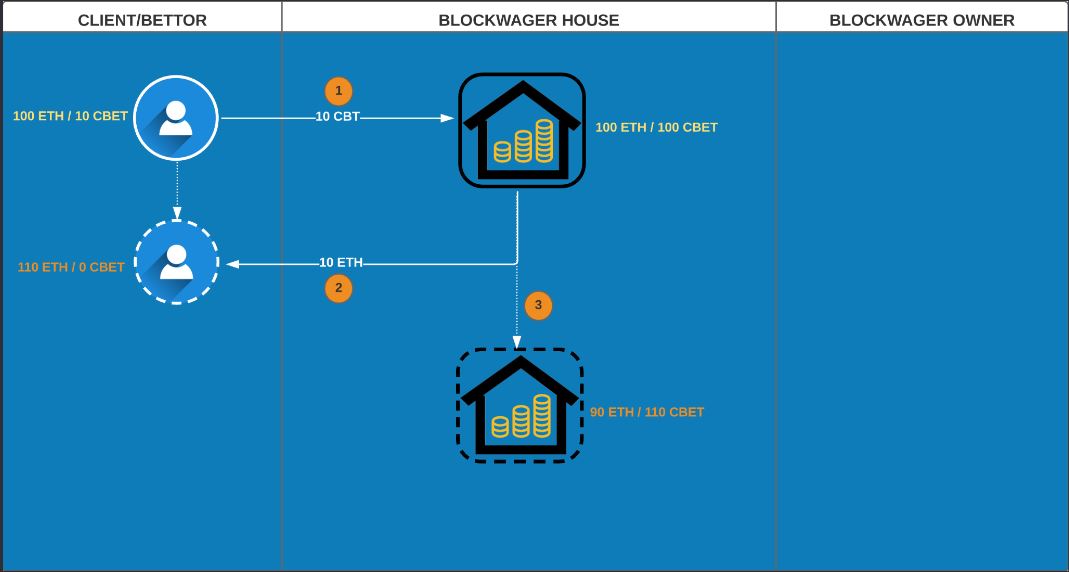 CLIENT/BETTOR
BLOCKWAGER HOUSE
BLOCKWAGER OWNER
1
100 ETH / 10 CBET
10 CBT
100 ETH / 100 CBET
110 ETH / 0 CBET
10 ETH
2
3
90 ETH / 110 CBET